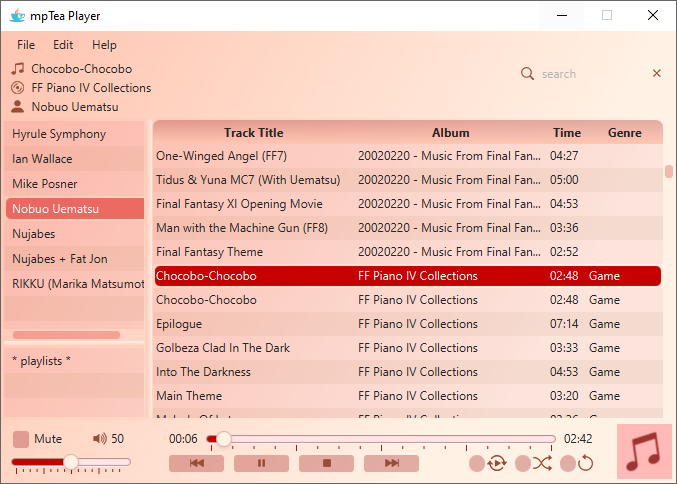 mpTea Player
File Edit Help
Chocobo-Chocobo
FF Piano IV Collections
Nobuo Uematsu
search
Hyrule Symphony
Ian Wallace
Mike Posner
Nobuo Uematsu
Nujabes
Nujabes + Fat Jon
RIKKU (Marika Matsumot
* playlists *
Track Title Album Time Genre
One-Winged Angel (FF7) 20020220 - Music From Final Fan... 04:27
Tidus & Yuna MC7 (With Uematsu) 20020220 - Music From Final Fan... 05:00
Final Fantasy XI Opening Movie 20020220 - Music From Final Fan... 04:53
Man with the Machine Gun (FF8) 20020220 - Music From Final Fan... 03:36
Final Fantasy Theme 20020220 - Music From Final Fan... 02:52
Chocobo-Chocobo FF Piano IV Collections 02:48 Game
Chocobo-Chocobo FF Piano IV Collections 02:48 Game
Epilogue FF Piano IV Collections 07:14 Game
Golbeza Clad In The Dark FF Piano IV Collections 03:33 Game
Into The Darkness FF Piano IV Collections 04:53 Game
Main Theme FF Piano IV Collections 03:20 Game
Mute 50 00:06 02:42